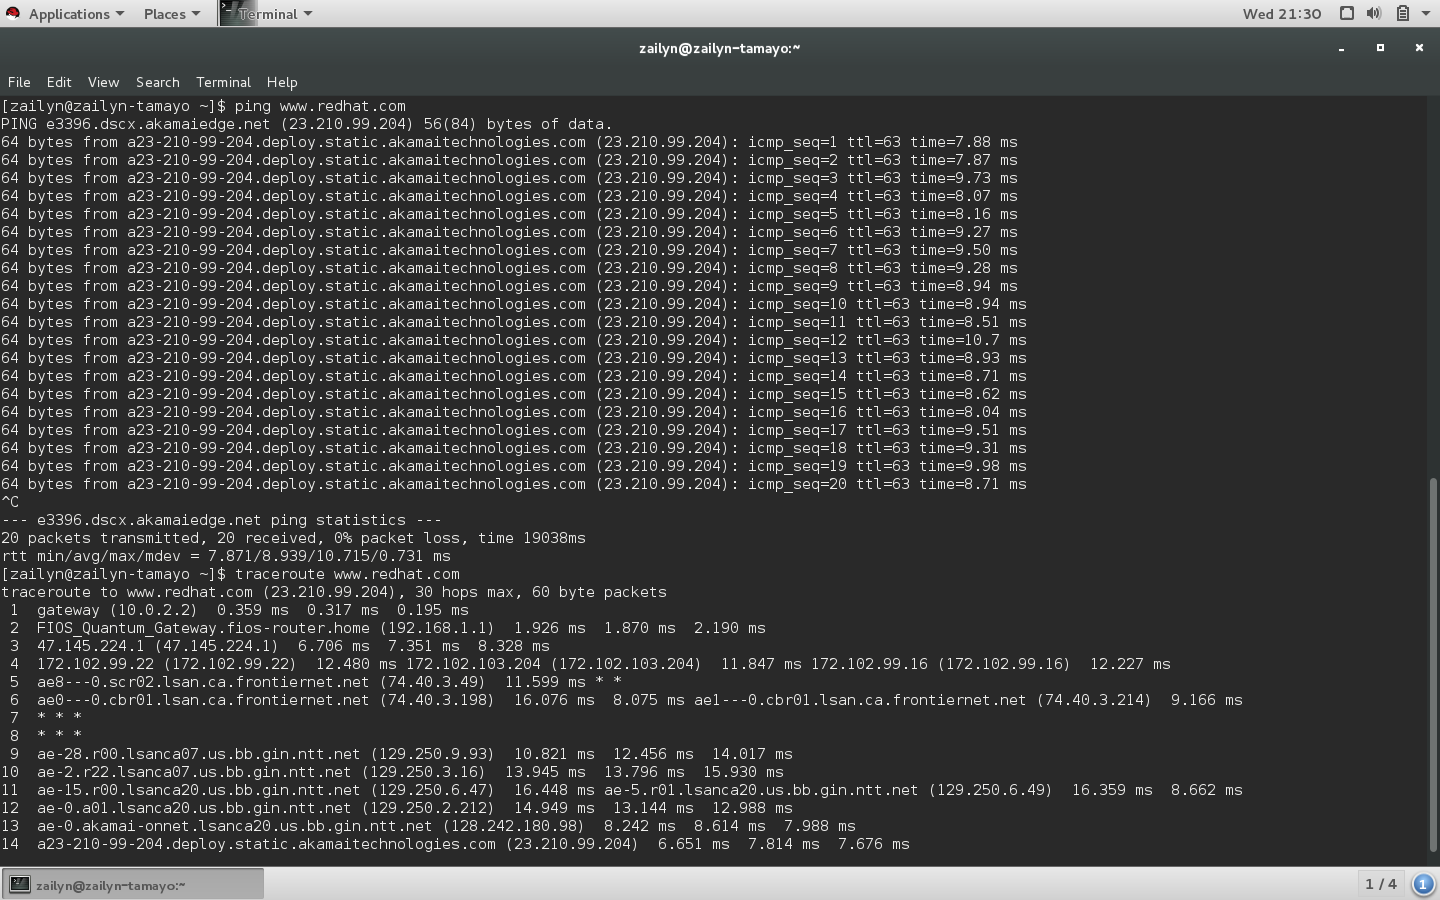 Applications Places Terminal Wed 21:30
zailyn@zailyn-tamayo:~
File Edit View Search Terminal Help
[zailyn@zailyn-tamayo ~]$ ping www.redhat.com
PING e3396.dscx.akamaiedge.net (23.210.99.204) 56(84) bytes of data.
64 bytes from a23-210-99-204.deploy.static.akamaitechnologies.com (23.210.99.204): icmp_seq=1 ttl=63 time=7.88 ms
64 bytes from a23-210-99-204.deploy.static.akamaitechnologies.com (23.210.99.204): icmp_seq=2 ttl=63 time=7.87 ms
64 bytes from a23-210-99-204.deploy.static.akamaitechnologies.com (23.210.99.204): icmp_seq=3 ttl=63 time=9.73 ms
64 bytes from a23-210-99-204.deploy.static.akamaitechnologies.com (23.210.99.204): icmp_seq=4 ttl=63 time=8.07 ms
64 bytes from a23-210-99-204.deploy.static.akamaitechnologies.com (23.210.99.204): icmp_seq=5 ttl=63 time=8.16 ms
64 bytes from a23-210-99-204.deploy.static.akamaitechnologies.com (23.210.99.204): icmp_seq=6 ttl=63 time=9.27 ms
64 bytes from a23-210-99-204.deploy.static.akamaitechnologies.com (23.210.99.204): icmp_seq=7 ttl=63 time=9.50 ms
64 bytes from a23-210-99-204.deploy.static.akamaitechnologies.com (23.210.99.204): icmp_seq=8 ttl=63 time=9.28 ms
64 bytes from a23-210-99-204.deploy.static.akamaitechnologies.com (23.210.99.204): icmp_seq=9 ttl=63 time=8.94 ms
64 bytes from a23-210-99-204.deploy.static.akamaitechnologies.com (23.210.99.204): icmp_seq=10 ttl=63 time=8.94 ms
64 bytes from a23-210-99-204.deploy.static.akamaitechnologies.com (23.210.99.204): icmp_seq=11 ttl=63 time=8.51 ms
64 bytes from a23-210-99-204.deploy.static.akamaitechnologies.com (23.210.99.204): icmp_seq=12 ttl=63 time=10.7 ms
64 bytes from a23-210-99-204.deploy.static.akamaitechnologies.com (23.210.99.204): icmp_seq=13 ttl=63 time=8.93 ms
64 bytes from a23-210-99-204.deploy.static.akamaitechnologies.com (23.210.99.204): icmp_seq=14 ttl=63 time=8.71 ms
64 bytes from a23-210-99-204.deploy.static.akamaitechnologies.com (23.210.99.204): icmp_seq=15 ttl=63 time=8.62 ms
64 bytes from a23-210-99-204.deploy.static.akamaitechnologies.com (23.210.99.204): icmp_seq=16 ttl=63 time=8.04 ms
64 bytes from a23-210-99-204.deploy.static.akamaitechnologies.com (23.210.99.204): icmp_seq=17 ttl=63 time=9.51 ms
64 bytes from a23-210-99-204.deploy.static.akamaitechnologies.com (23.210.99.204): icmp_seq=18 ttl=63 time=9.31 ms
64 bytes from a23-210-99-204.deploy.static.akamaitechnologies.com (23.210.99.204): icmp_seq=19 ttl=63 time=9.98 ms
64 bytes from a23-210-99-204.deploy.static.akamaitechnologies.com (23.210.99.204): icmp_seq=20 ttl=63 time=8.71 ms
^C
--- e3396.dscx.akamaiedge.net ping statistics ---
20 packets transmitted, 20 received, 0% packet loss, time 19038ms
rtt min/avg/max/mdev = 7.871/8.939/10.715/0.731 ms
[zailyn@zailyn-tamayo ~]$ traceroute www.redhat.com
traceroute to www.redhat.com (23.210.99.204), 30 hops max, 60 byte packets
1 gateway (10.0.2.2) 0.359 ms 0.317 ms 0.195 ms
2 FIOS_Quantum_Gateway.fios-router.home (192.168.1.1) 1.926 ms 1.870 ms 2.190 ms
3 47.145.224.1 (47.145.224.1) 6.706 ms 7.351 ms 8.328 ms
4 172.102.99.22 (172.102.99.22) 12.480 ms 172.102.103.204 (172.102.103.204) 11.847 ms 172.102.99.16 (172.102.99.16) 12.227 ms
5 ae8---0.scr02.lsan.ca.frontiernet.net (74.40.3.49) 11.599 ms * *
6 ae0---0.cbr01.lsan.ca.frontiernet.net (74.40.3.198) 16.076 ms 8.075 ms ae1---0.cbr01.lsan.ca.frontiernet.net (74.40.3.214) 9.166 ms
7 * * *
8 * * *
9 ae-28.r00.lsanca07.us.bb.gin.ntt.net (129.250.9.93) 10.821 ms 12.456 ms 14.017 ms
10 ae-2.r22.lsanca07.us.bb.gin.ntt.net (129.250.3.16) 13.945 ms 13.796 ms 15.930 ms
11 ae-15.r00.lsanca20.us.bb.gin.ntt.net (129.250.6.47) 16.448 ms ae-5.r01.lsanca20.us.bb.gin.ntt.net (129.250.6.49) 16.359 ms 8.662 ms
12 ae-0.a01.lsanca20.us.bb.gin.ntt.net (129.250.2.212) 14.949 ms 13.144 ms 12.988 ms
13 ae-0.akamai-onnet.lsanca20.us.bb.gin.ntt.net (128.242.180.98) 8.242 ms 8.614 ms 7.988 ms
14 a23-210-99-204.deploy.static.akamaitechnologies.com (23.210.99.204) 6.651 ms 7.814 ms 7.676 ms
zailyn@zailyn-tamayo:~ 1 / 4 1